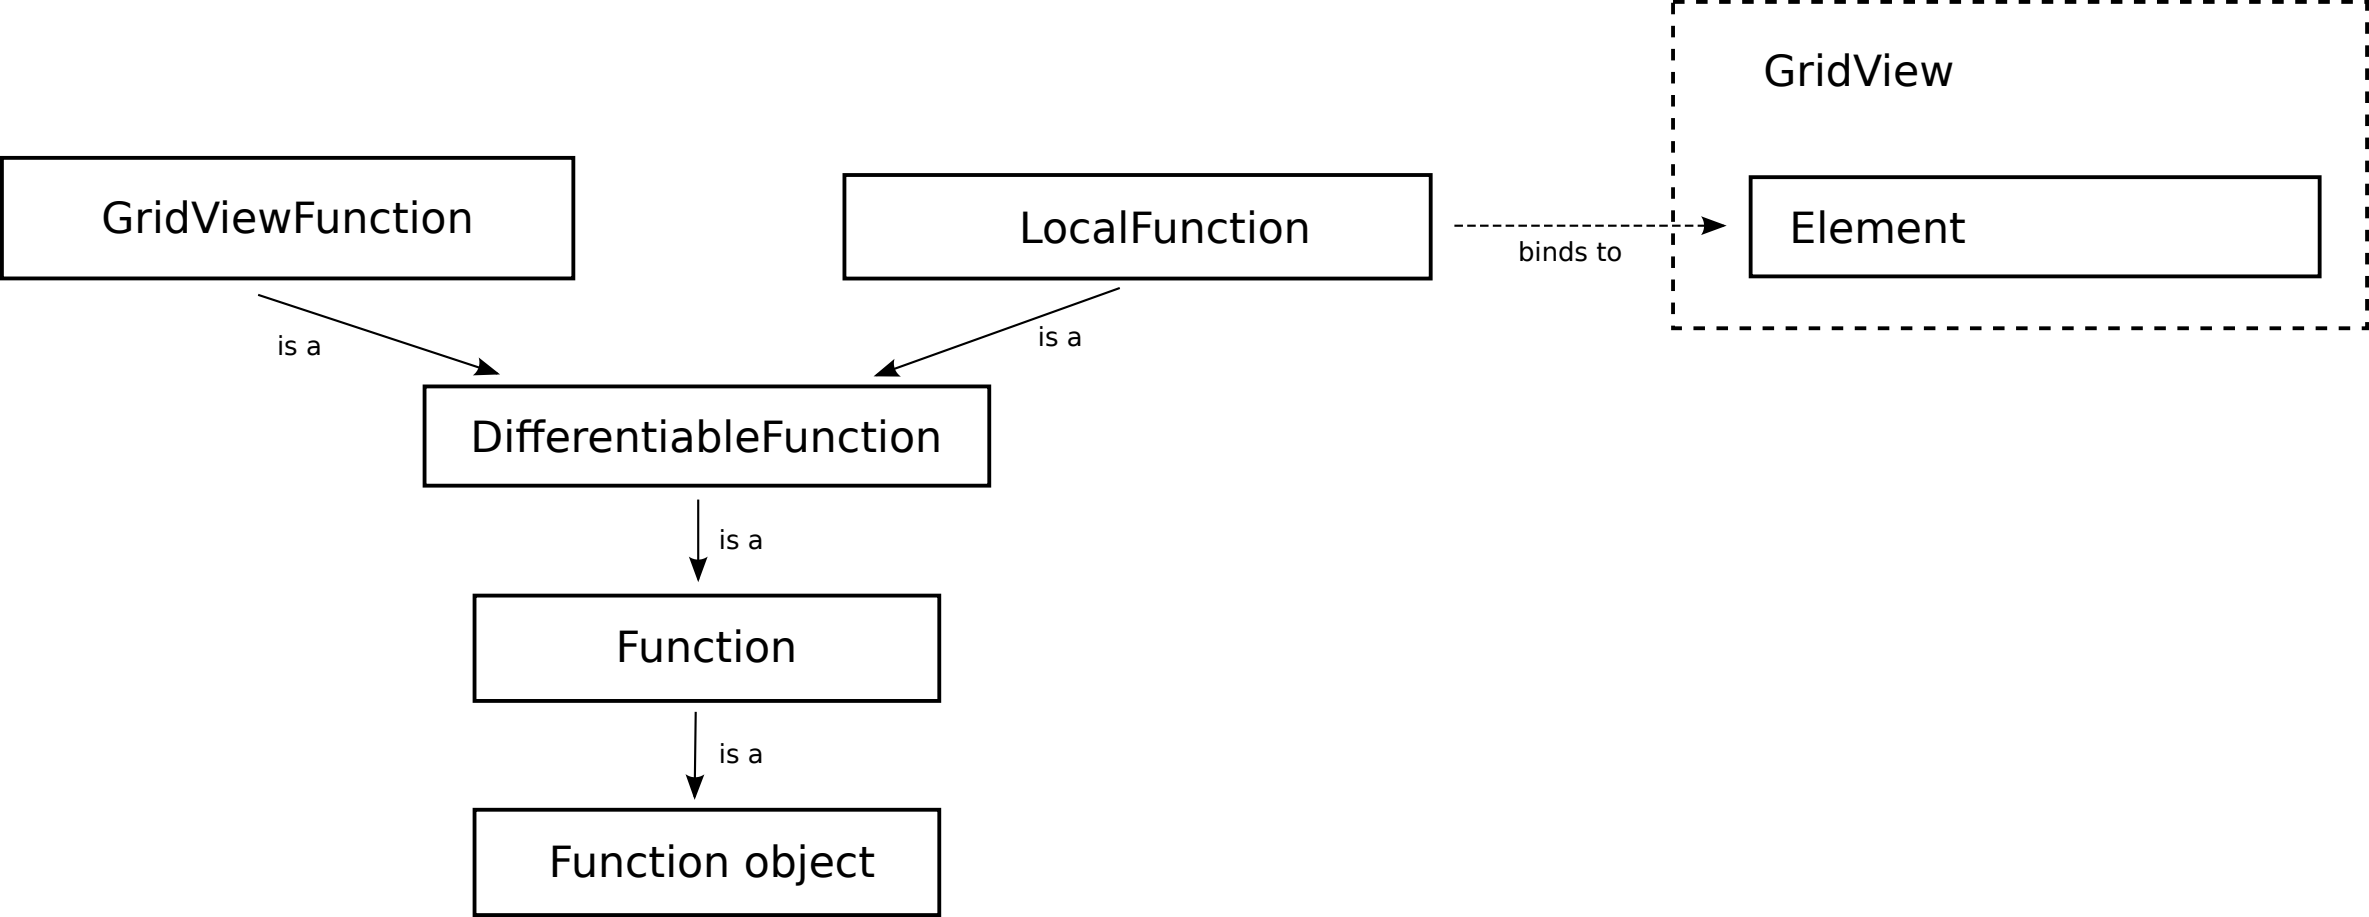 GridView
GridViewFunction
LocalFunction
Element
binds to
is a
is a
DifferentiableFunction
is a
Function
is a
Function object